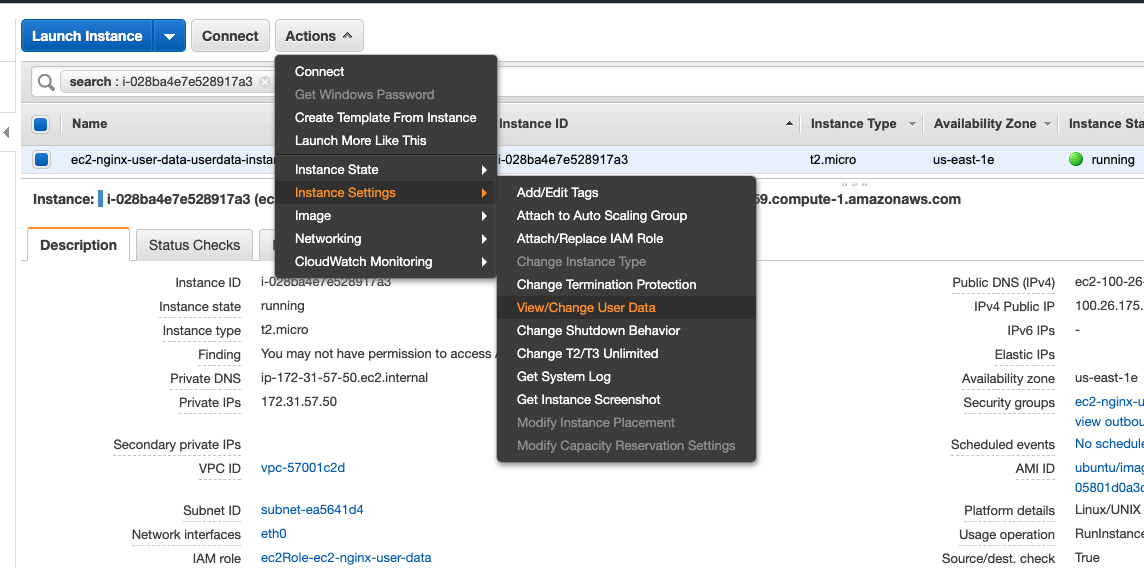 Launch Instance Connect Actions
search : i-028ba4e7e528917a3
Name Instance ID Instance Type Availability Zone Instance Sta
ec2-nginx-user-data-userdata-instan i-028ba4e7e528917a3 t2.micro us-east-1e running
Instance: i-028ba4e7e528917a3 (ec 59.compute-1.amazonaws.com
Connect
Get Windows Password
Create Template From Instance
Launch More Like This
Instance State
Instance Settings
Image
Networking
CloudWatch Monitoring
Add/Edit Tags
Attach to Auto Scaling Group
Attach/Replace IAM Role
Change Instance Type
Change Termination Protection
View/Change User Data
Change Shutdown Behavior
Change T2/T3 Unlimited
Get System Log
Get Instance Screenshot
Modify Instance Placement
Modify Capacity Reservation Settings
Description Status Checks
Instance ID i-028ba4e7e528917a3
Instance state running
Instance type t2.micro
Finding You may not have permission to access
Private DNS ip-172-31-57-50.ec2.internal
Private IPs 172.31.57.50
Secondary private IPs
VPC ID vpc-57001c2d
Subnet ID subnet-ea5641d4
Network interfaces eth0
IAM role ec2Role-ec2-nginx-user-data
Public DNS (IPv4) ec2-100-26-
IPv4 Public IP 100.26.175.
IPv6 IPs -
Elastic IPs
Availability zone us-east-1e
Security groups ec2-nginx-u
view outbou
Scheduled events No schedule
AMI ID ubuntu/imag
05801d0a3c
Platform details Linux/UNIX
Usage operation RunInstance
Source/dest. check True